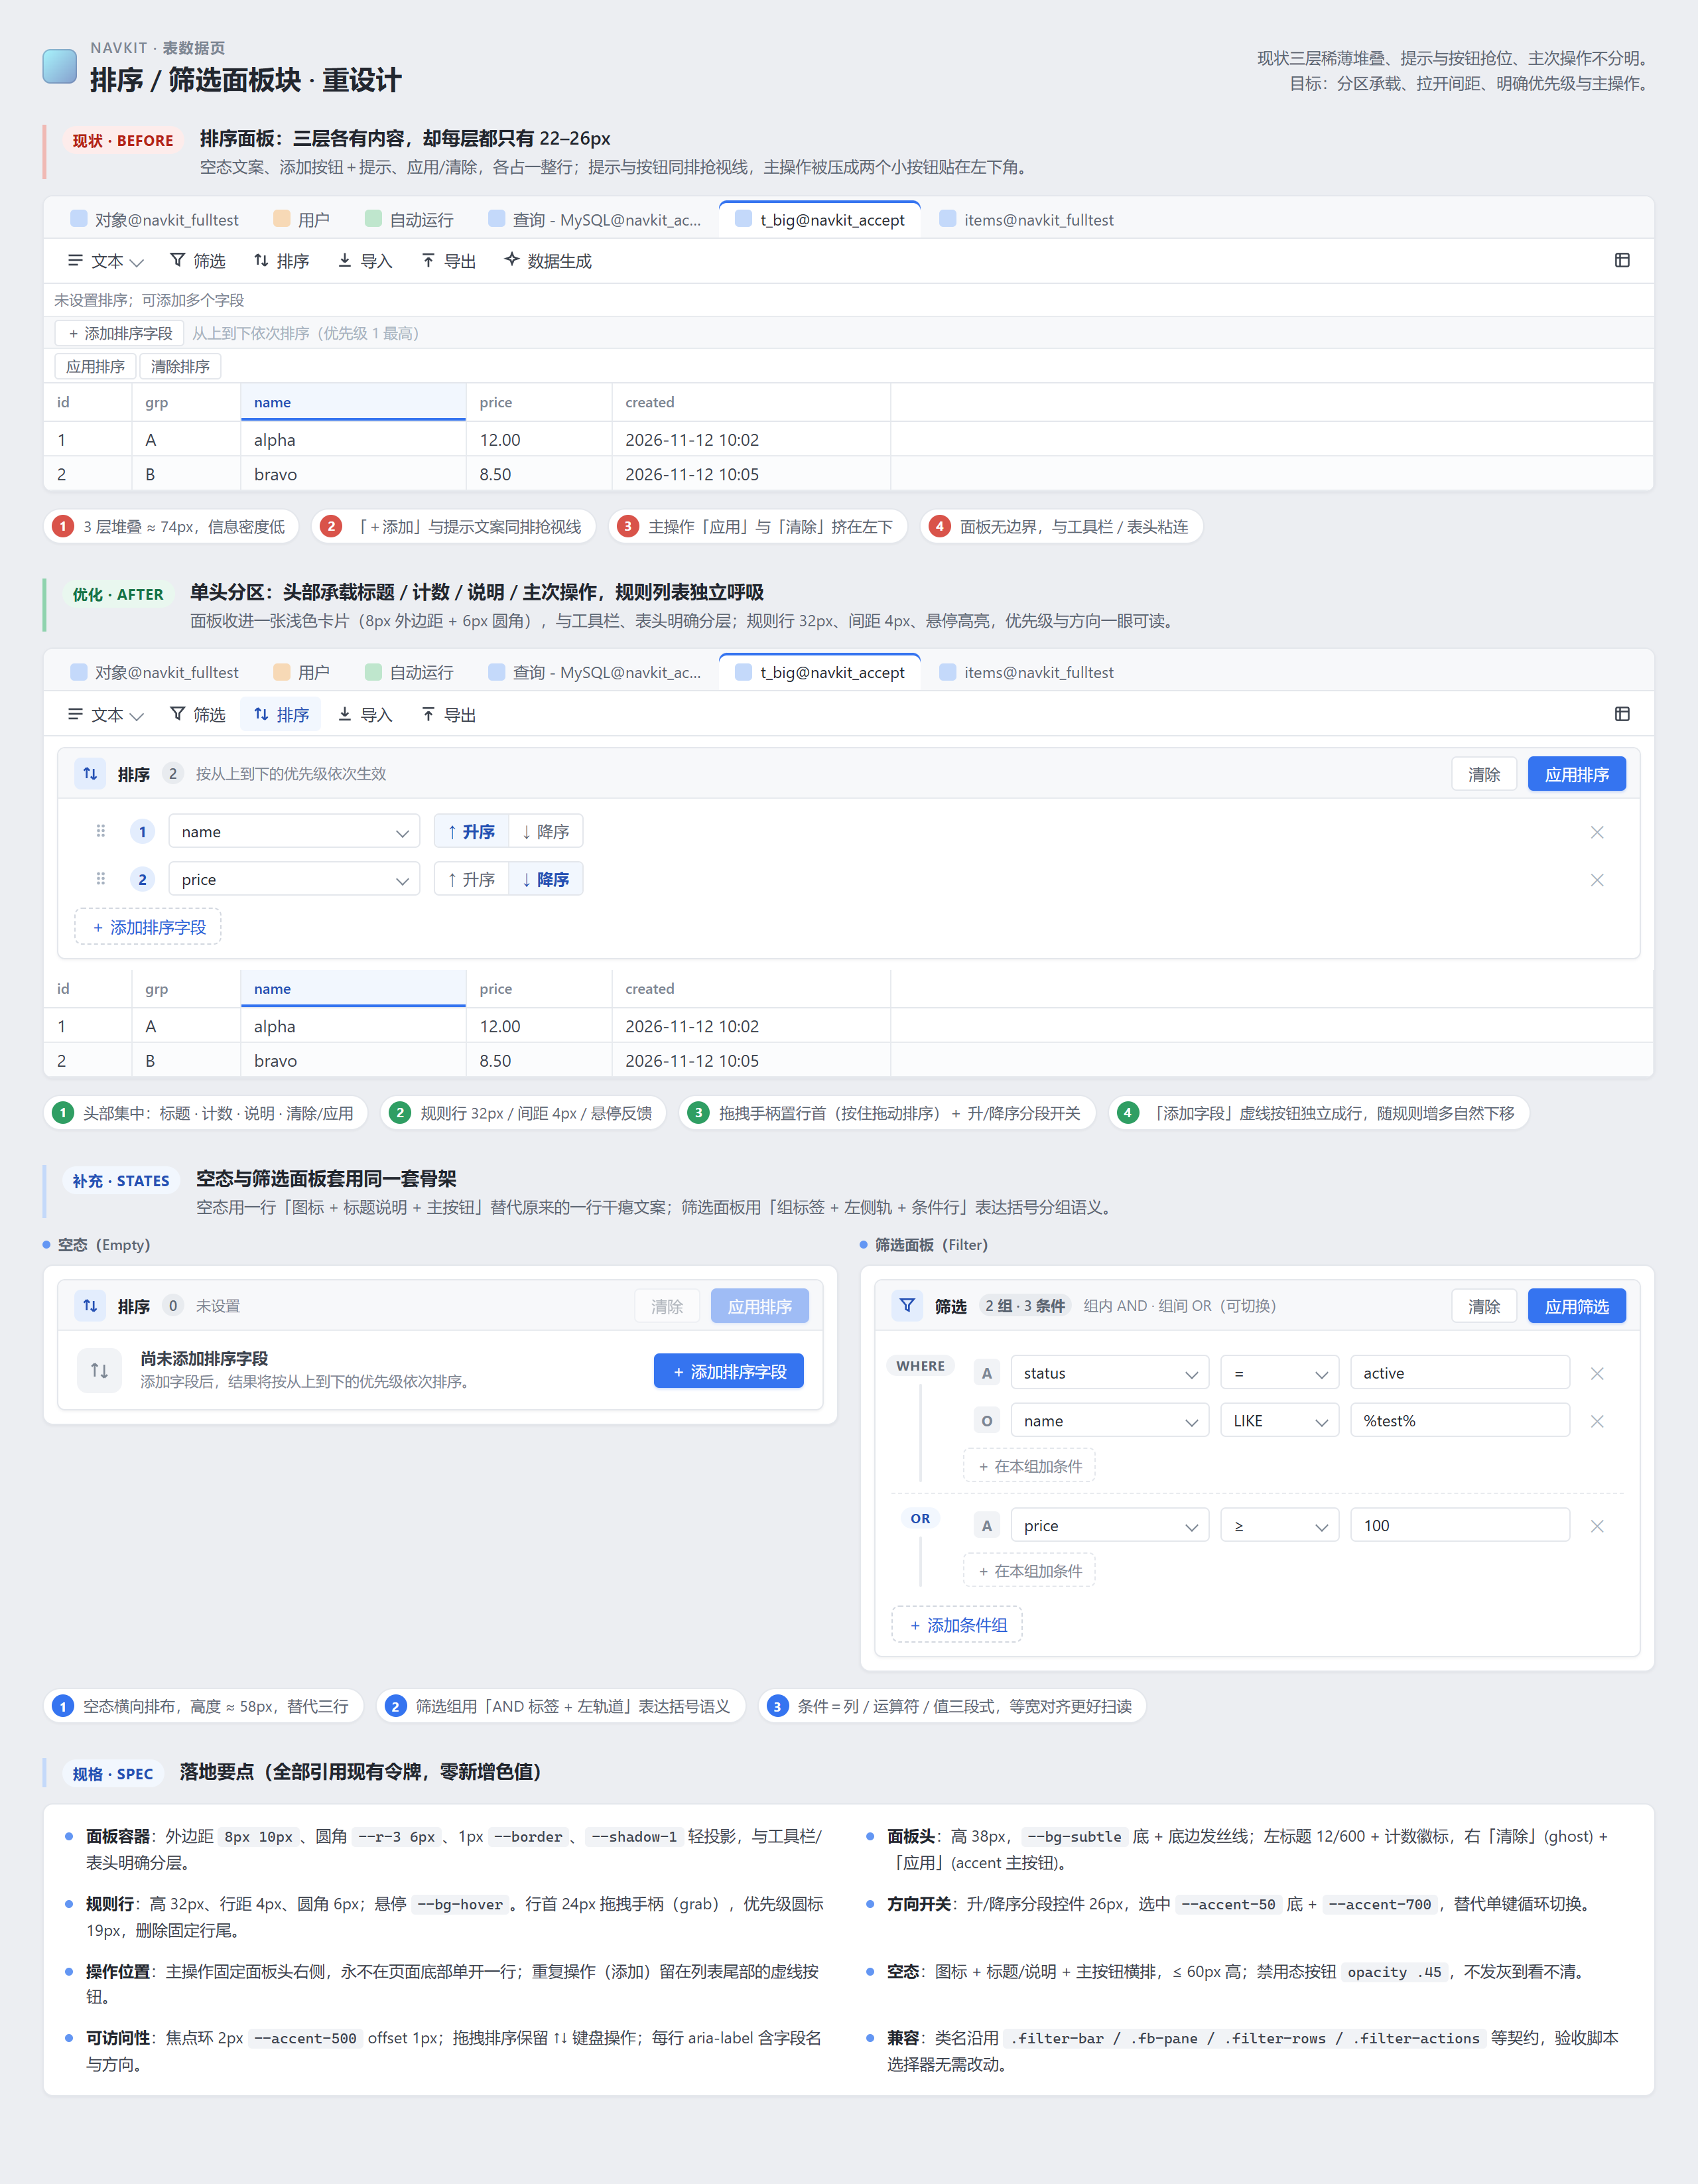 NAVKIT · 表数据页
排序 / 筛选面板块 · 重设计
现状三层稀薄堆叠、提示与按钮抢位、主次操作不分明。
目标：分区承载、拉开间距、明确优先级与主操作。
现状 · BEFORE
排序面板：三层各有内容，却每层都只有 22–26px
空态文案、添加按钮 + 提示、应用/清除，各占一整行；提示与按钮同排抢视线，主操作被压成两个小按钮贴在左下角。
对象@navkit_fulltest 用户 自动运行 查询 - MySQL@navkit_ac... t_big@navkit_accept items@navkit_fulltest
文本 筛选 排序 导入 导出 数据生成
未设置排序；可添加多个字段
+ 添加排序字段 从上到下依次排序（优先级 1 最高）
应用排序 清除排序
id grp name price created
1 A alpha 12.00 2026-11-12 10:02
2 B bravo 8.50 2026-11-12 10:05
1 3 层堆叠 ≈ 74px，信息密度低
2 「 + 添加」与提示文案同排抢视线
3 主操作「应用」与「清除」挤在左下
4 面板无边界，与工具栏 / 表头粘连
优化 · AFTER
单头分区：头部承载标题 / 计数 / 说明 / 主次操作，规则列表独立呼吸
面板收进一张浅色卡片（8px 外边距 + 6px 圆角），与工具栏、表头明确分层；规则行 32px、间距 4px、悬停高亮，优先级与方向一眼可读。
对象@navkit_fulltest 用户 自动运行 查询 - MySQL@navkit_ac... t_big@navkit_accept items@navkit_fulltest
文本 筛选 排序 导入 导出
排序 2 按从上到下的优先级依次生效 清除 应用排序
1 name ↑ 升序 ↓ 降序
2 price ↑ 升序 ↓ 降序
+ 添加排序字段
id grp name price created
1 A alpha 12.00 2026-11-12 10:02
2 B bravo 8.50 2026-11-12 10:05
1 头部集中：标题 · 计数 · 说明 · 清除/应用
2 规则行 32px / 间距 4px / 悬停反馈
3 拖拽手柄置行首（按住拖动排序） + 升/降序分段开关
4 「添加字段」虚线按钮独立成行，随规则增多自然下移
补充 · STATES
空态与筛选面板套用同一套骨架
空态用一行「图标 + 标题说明 + 主按钮」替代原来的一行干瘪文案；筛选面板用「组标签 + 左侧轨 + 条件行」表达括号分组语义。
空态（Empty）
排序 0 未设置 清除 应用排序
尚未添加排序字段
添加字段后，结果将按从上到下的优先级依次排序。
+ 添加排序字段
筛选面板（Filter）
筛选 2 组 · 3 条件 组内 AND · 组间 OR（可切换） 清除 应用筛选
WHERE A status = active
O name LIKE %test%
+ 在本组加条件
OR A price ≥ 100
+ 在本组加条件
+ 添加条件组
1 空态横向排布，高度 ≈ 58px，替代三行
2 筛选组用「AND 标签 + 左轨道」表达括号语义
3 条件 = 列 / 运算符 / 值三段式，等宽对齐更好扫读
规格 · SPEC
落地要点（全部引用现有令牌，零新增色值）
面板容器：外边距 8px 10px、圆角 --r-3 6px、1px --border、--shadow-1 轻投影，与工具栏/
表头明确分层。
面板头：高 38px，--bg-subtle 底 + 底边发丝线；左标题 12/600 + 计数徽标，右「清除」(ghost) +
「应用」(accent 主按钮)。
规则行：高 32px、行距 4px、圆角 6px；悬停 --bg-hover。行首 24px 拖拽手柄（grab），优先级圆标
19px，删除固定行尾。
方向开关：升/降序分段控件 26px，选中 --accent-50 底 + --accent-700，替代单键循环切换。
操作位置：主操作固定面板头右侧，永不在页面底部单开一行；重复操作（添加）留在列表尾部的虚线按
钮。
空态：图标 + 标题/说明 + 主按钮横排，≤ 60px 高；禁用态按钮 opacity .45，不发灰到看不清。
可访问性：焦点环 2px --accent-500 offset 1px；拖拽排序保留 ↑↓ 键盘操作；每行 aria-label 含字段名
与方向。
兼容：类名沿用 .filter-bar / .fb-pane / .filter-rows / .filter-actions 等契约，验收脚本
选择器无需改动。